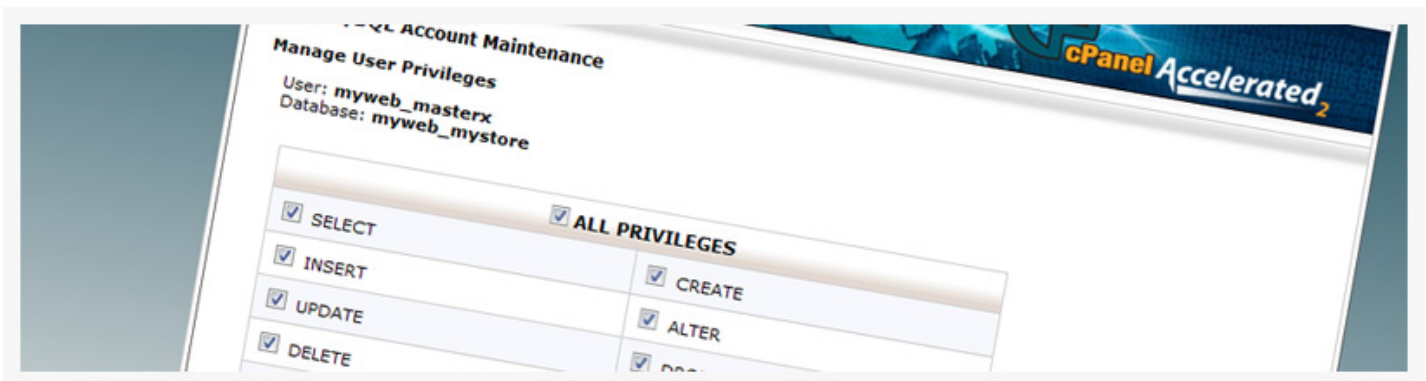 Account Maintenance
Manage User Privileges
User: myweb_masterx
Database: myweb_mystore
cPanel Accelerated2
ALL PRIVILEGES
SELECT
CREATE
INSERT
ALTER
UPDATE
DELETE